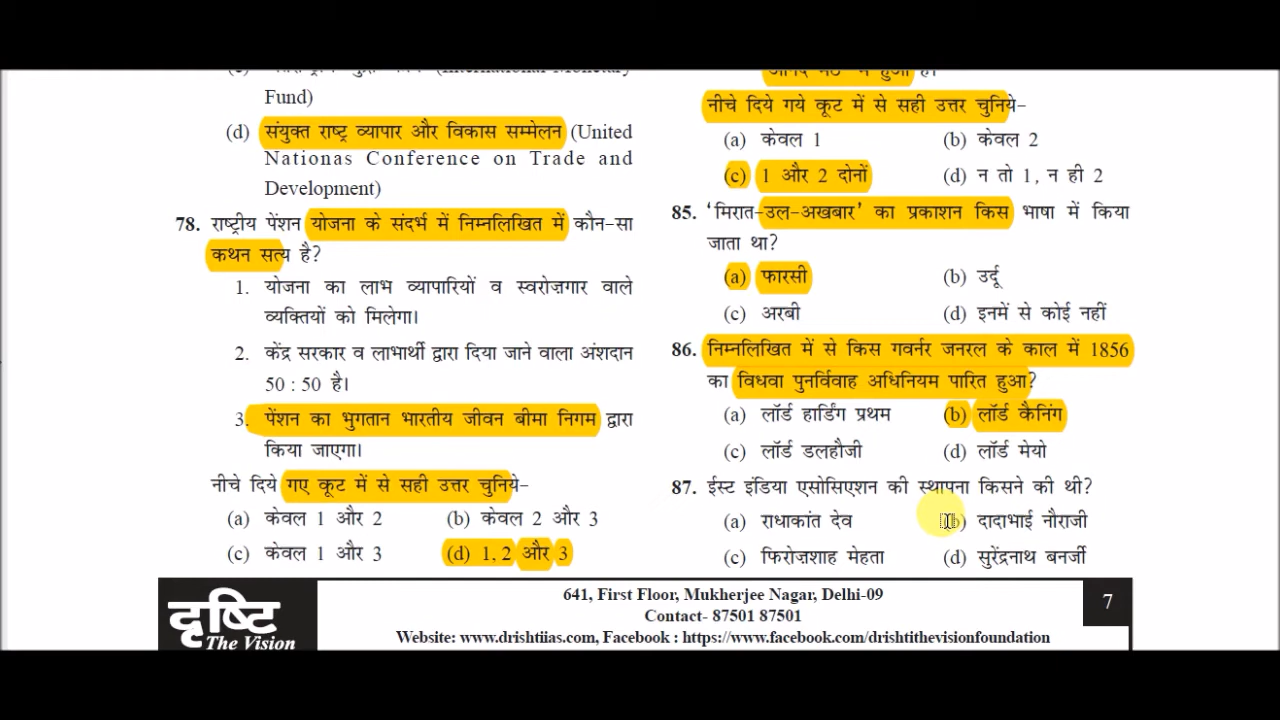 Fund)
(d) संयुक्त राष्ट्र व्यापार और विकास सम्मेलन (United
Nationas Conference on Trade and
Development)
78. राष्ट्रीय पेंशन योजना के संदर्भ में निम्नलिखित में कौन-सा
कथन सत्य है?
1. योजना का लाभ व्यापारियों व स्वरोज़गार वाले
व्यक्तियों को मिलेगा।
2. केंद्र सरकार व लाभार्थी द्वारा दिया जाने वाला अंशदान
50 : 50 है।
3. पेंशन का भुगतान भारतीय जीवन बीमा निगम द्वारा
किया जाएगा।
नीचे दिये गए कूट में से सही उत्तर चुनिये-
(a) केवल 1 और 2 (b) केवल 2 और 3
(c) केवल 1 और 3 (d) 1, 2 और 3
नीचे दिये गये कूट में से सही उत्तर चुनिये-
(a) केवल 1 (b) केवल 2
(c) 1 और 2 दोनों (d) न तो 1, न ही 2
85. ‘मिरात-उल-अखबार’ का प्रकाशन किस भाषा में किया
जाता था?
(a) फारसी (b) उर्दू
(c) अरबी (d) इनमें से कोई नहीं
86. निम्नलिखित में से किस गवर्नर जनरल के काल में 1856
का विधवा पुनर्विवाह अधिनियम पारित हुआ?
(a) लॉर्ड हार्डिंग प्रथम (b) लॉर्ड कैनिंग
(c) लॉर्ड डलहौजी (d) लॉर्ड मेयो
87. ईस्ट इंडिया एसोसिएशन की स्थापना किसने की थी?
(a) राधाकांत देव (b) दादाभाई नौराजी
(c) फिरोज़शाह मेहता (d) सुरेंद्रनाथ बनर्जी
दृष्टि
The Vision
641, First Floor, Mukherjee Nagar, Delhi-09
Contact- 87501 87501
Website: www.drishtiias.com, Facebook : https://www.facebook.com/drishtithevisionfoundation
7